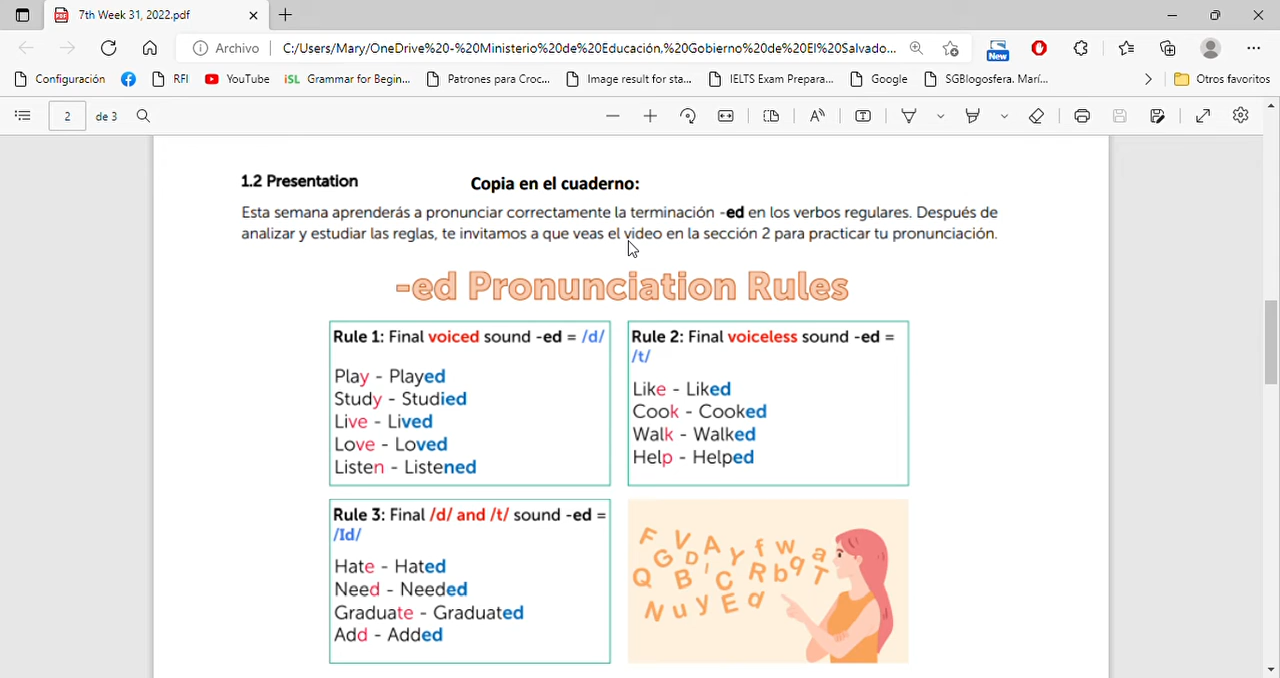 7th Week 31, 2022.pdf
Archivo C:/Users/Mary/OneDrive%20-%20Ministerio%20de%20Educación,%20Gobierno%20de%20El%20Salvado...
New
Configuración RFI YouTube iSL Grammar for Begin... Patrones para Croc... Image result for sta... IELTS Exam Prepara... Google SGBlogosfera. Marí... Otros favoritos
2 de 3
1.2 Presentation Copia en el cuaderno:
Esta semana aprenderás a pronunciar correctamente la terminación -ed en los verbos regulares. Después de
analizar y estudiar las reglas, te invitamos a que veas el video en la sección 2 para practicar tu pronunciación.
-ed Pronunciation Rules
Rule 1: Final voiced sound -ed = /d/
Play - Played
Study - Studied
Live - Lived
Love - Loved
Listen - Listened
Rule 2: Final voiceless sound -ed =
/t/
Like - Liked
Cook - Cooked
Walk - Walked
Help - Helped
Rule 3: Final /d/ and /t/ sound -ed =
/Id/
Hate - Hated
Need - Needed
Graduate - Graduated
Add - Added
F V A Y f w a
G D ' C R b q T
Q B
N u y E d